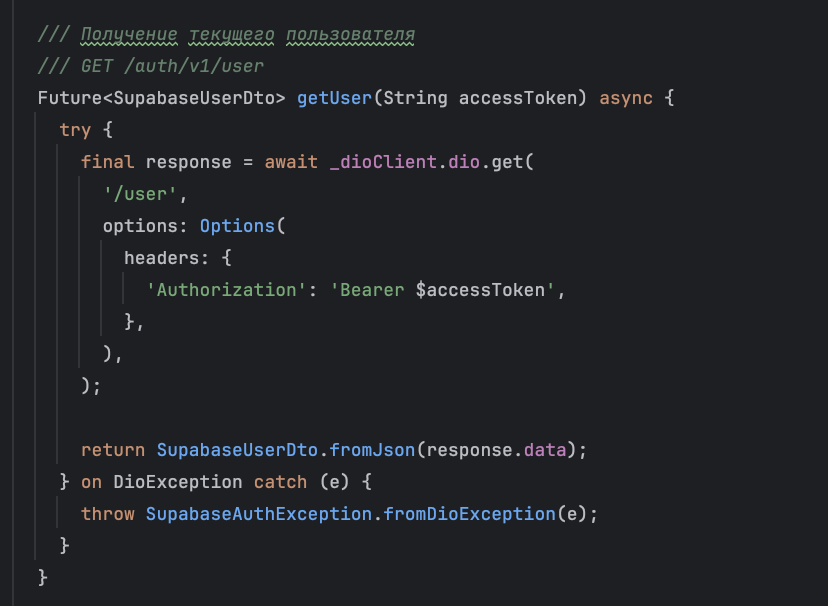 /// Получение текущего пользователя
/// GET /auth/v1/user
Future<SupabaseUserDto> getUser(String accessToken) async {
  try {
    final response = await _dioClient.dio.get(
      '/user',
      options: Options(
        headers: {
          'Authorization': 'Bearer $accessToken',
        },
      ),
    );

    return SupabaseUserDto.fromJson(response.data);
  } on DioException catch (e) {
    throw SupabaseAuthException.fromDioException(e);
  }
}